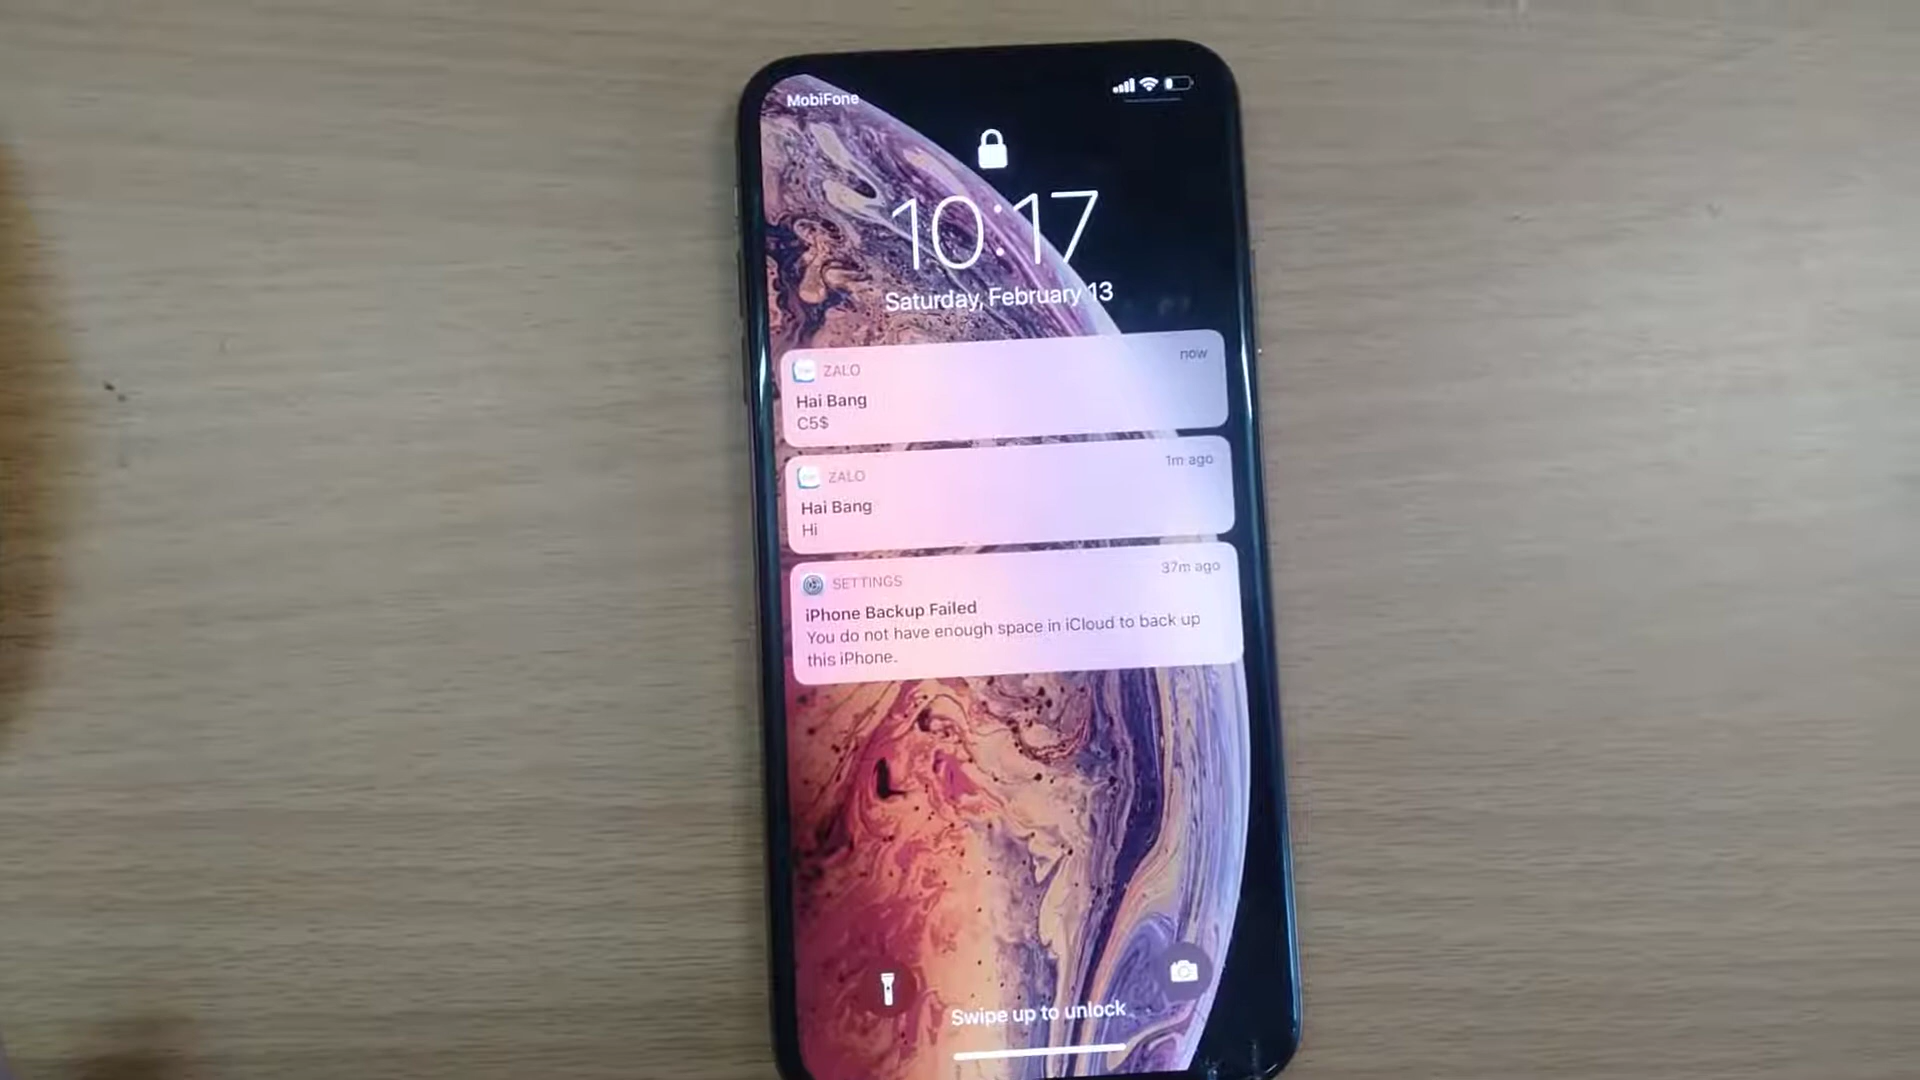 MobiFone
10:17
Saturday, February 13
ZALO
now
Hai Bang
C5$
ZALO
1m ago
Hai Bang
Hi
SETTINGS
37m ago
iPhone Backup Failed
You do not have enough space in iCloud to back up
this iPhone.
Swipe up to unlock